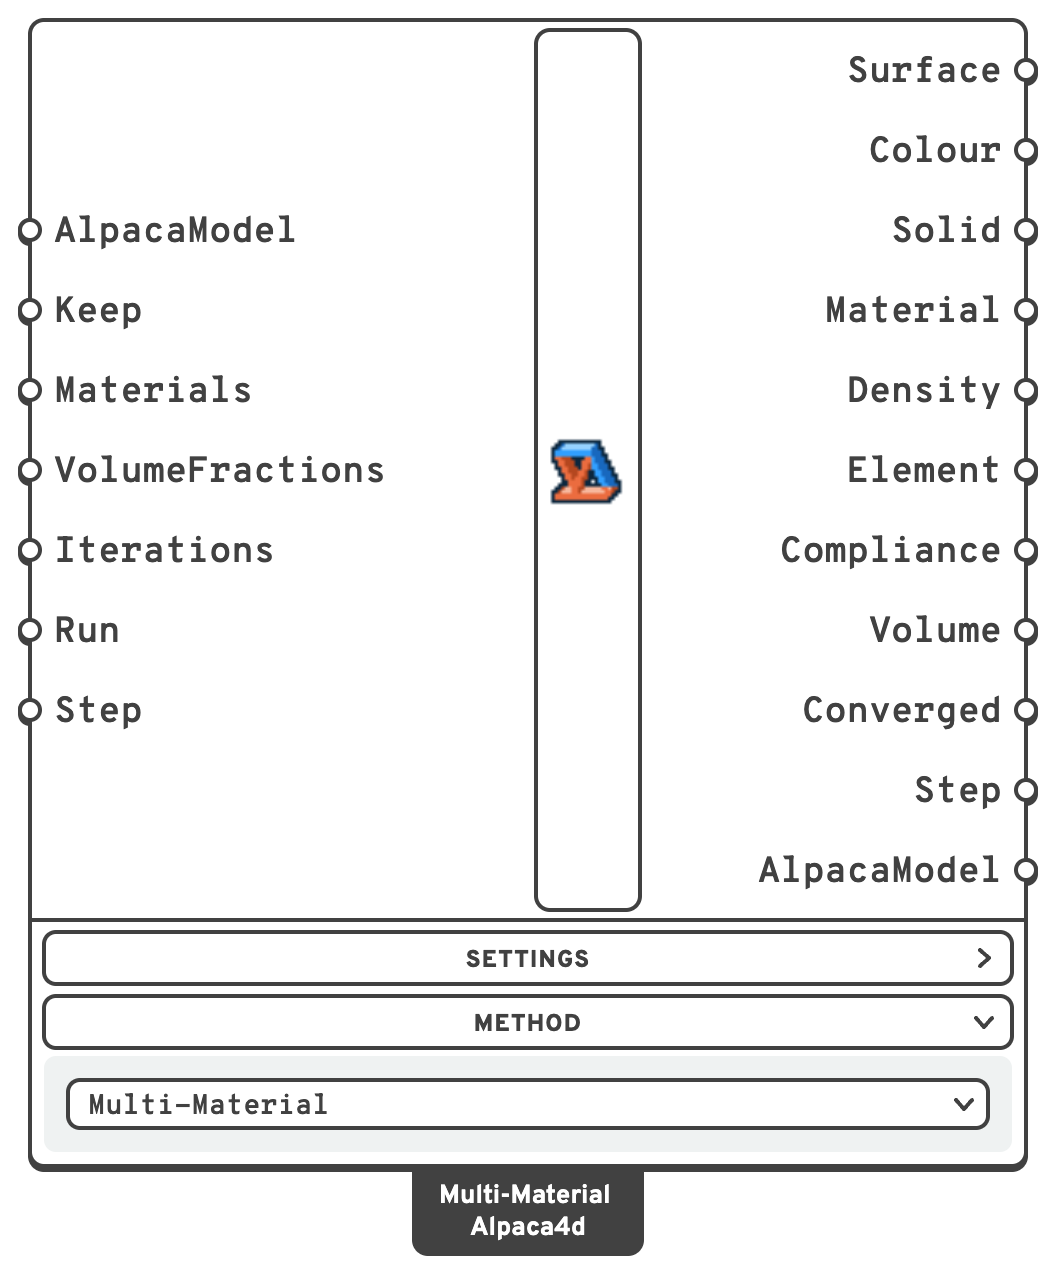 AlpacaModel
Keep
Materials
VolumeFractions
Iterations
Run
Step
Surface
Colour
Solid
Material
Density
Element
Compliance
Volume
Converged
Step
AlpacaModel
SETTINGS
METHOD
Multi-Material
Multi-Material
Alpaca4d